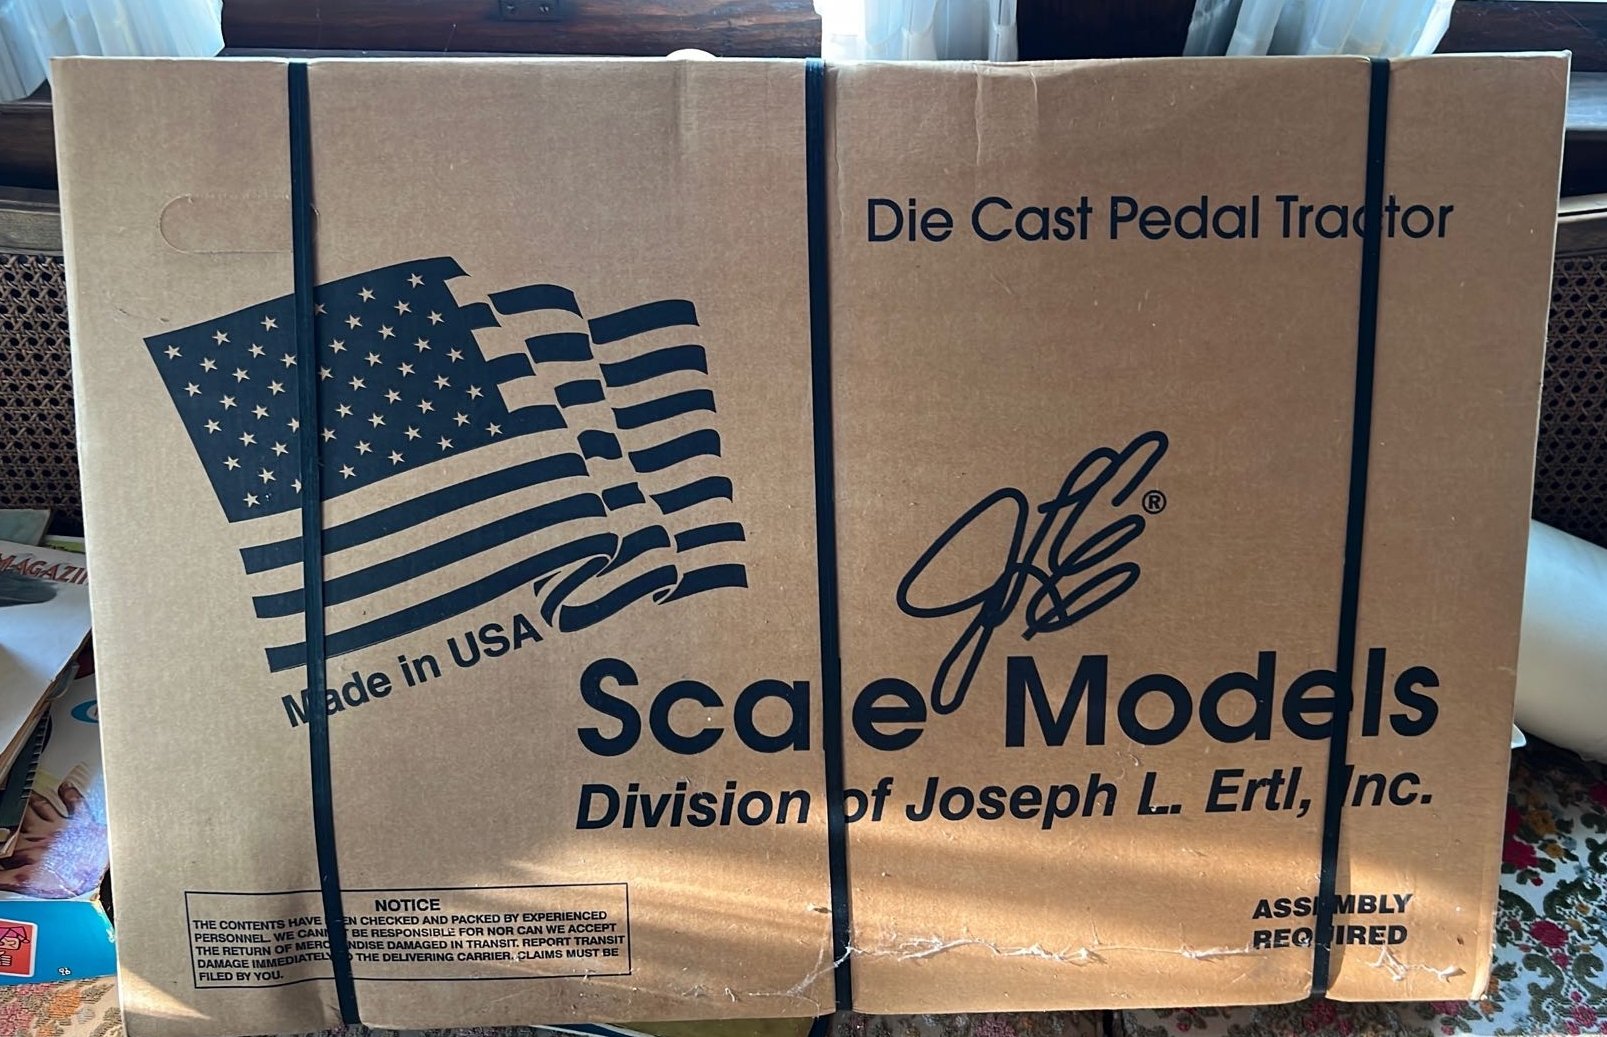 Die Cast Pedal Tractor
Made in USA
JLE®
Scale Models
Division of Joseph L. Ertl, Inc.
NOTICE
THE CONTENTS HAVE BEEN CHECKED AND PACKED BY EXPERIENCED
PERSONNEL. WE CANNOT BE RESPONSIBLE FOR NOR CAN WE ACCEPT
THE RETURN OF MERCHANDISE DAMAGED IN TRANSIT. REPORT TRANSIT
DAMAGE IMMEDIATELY TO THE DELIVERING CARRIER. CLAIMS MUST BE
FILED BY YOU.
ASSEMBLY
REQUIRED